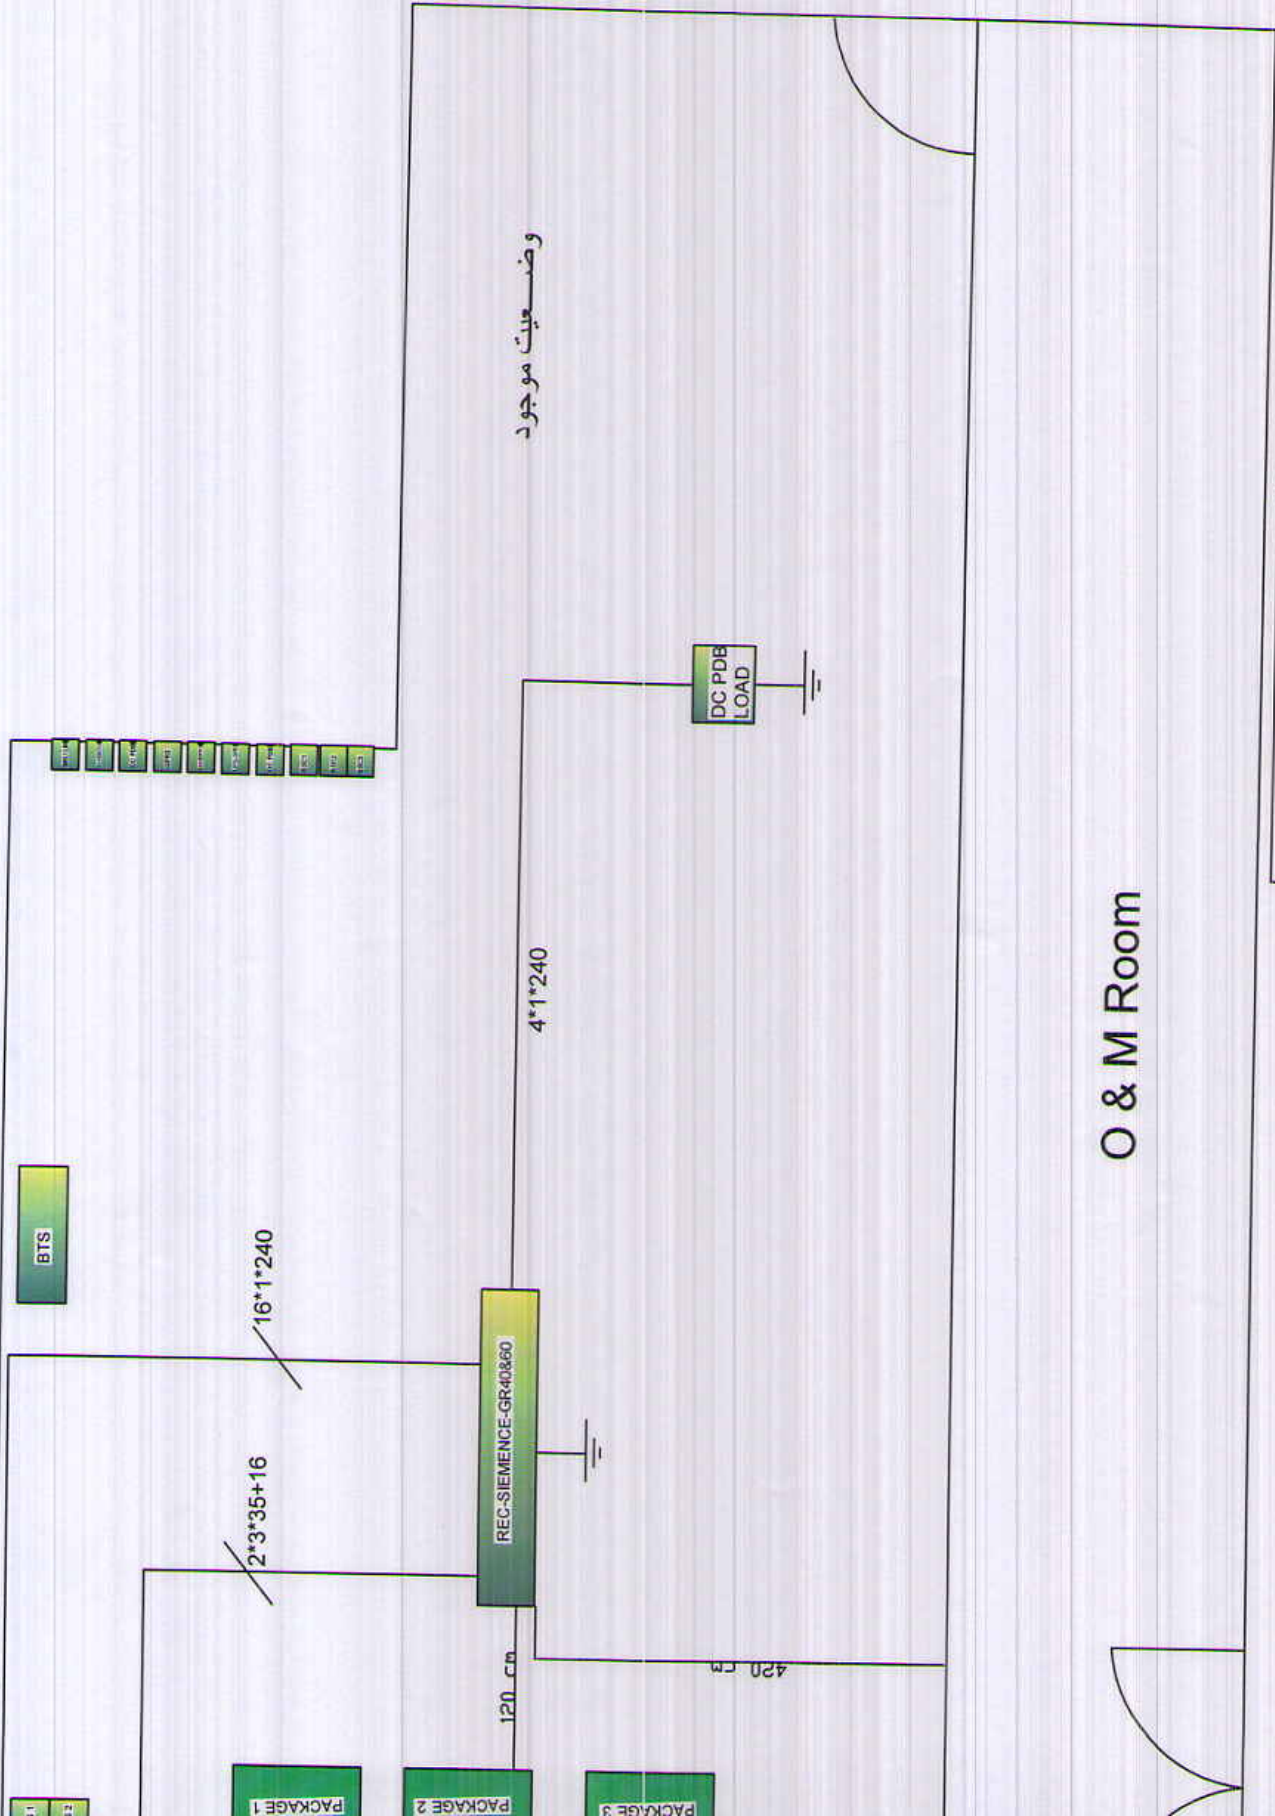 وضعیت موجود
BTS
16*1*240
2*3*35+16
REC-SIEMENCE-GR40&60
4*1*240
DC PDB
LOAD
120 cm
420 cm
PACKAGE 1
PACKAGE 2
PACKAGE 3
O & M Room